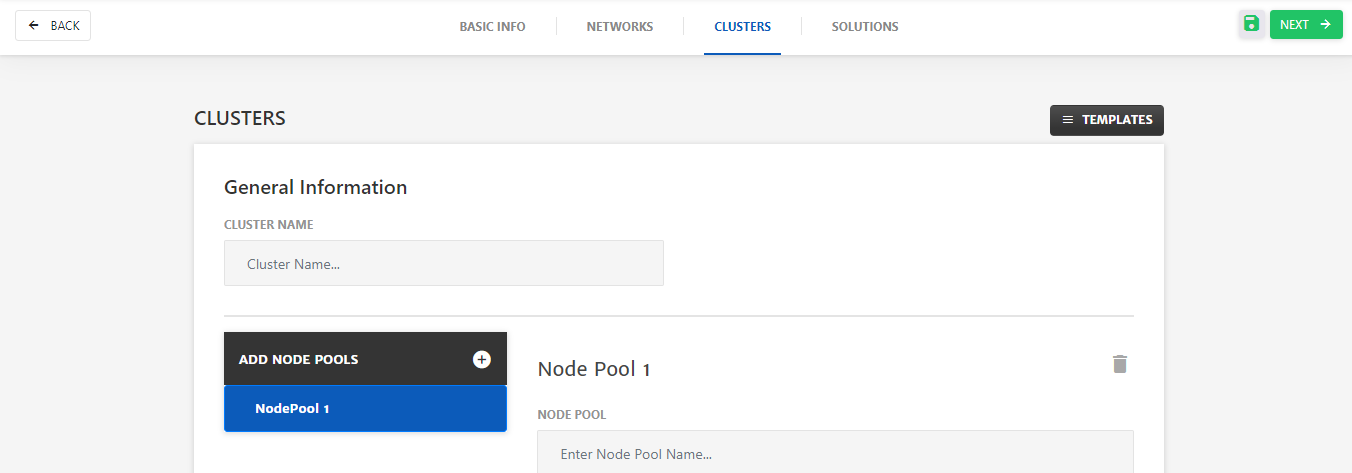 BACK
BASIC INFO
NETWORKS
CLUSTERS
SOLUTIONS
NEXT
CLUSTERS
TEMPLATES
General Information
CLUSTER NAME
Cluster Name...
ADD NODE POOLS
NodePool 1
Node Pool 1
NODE POOL
Enter Node Pool Name...